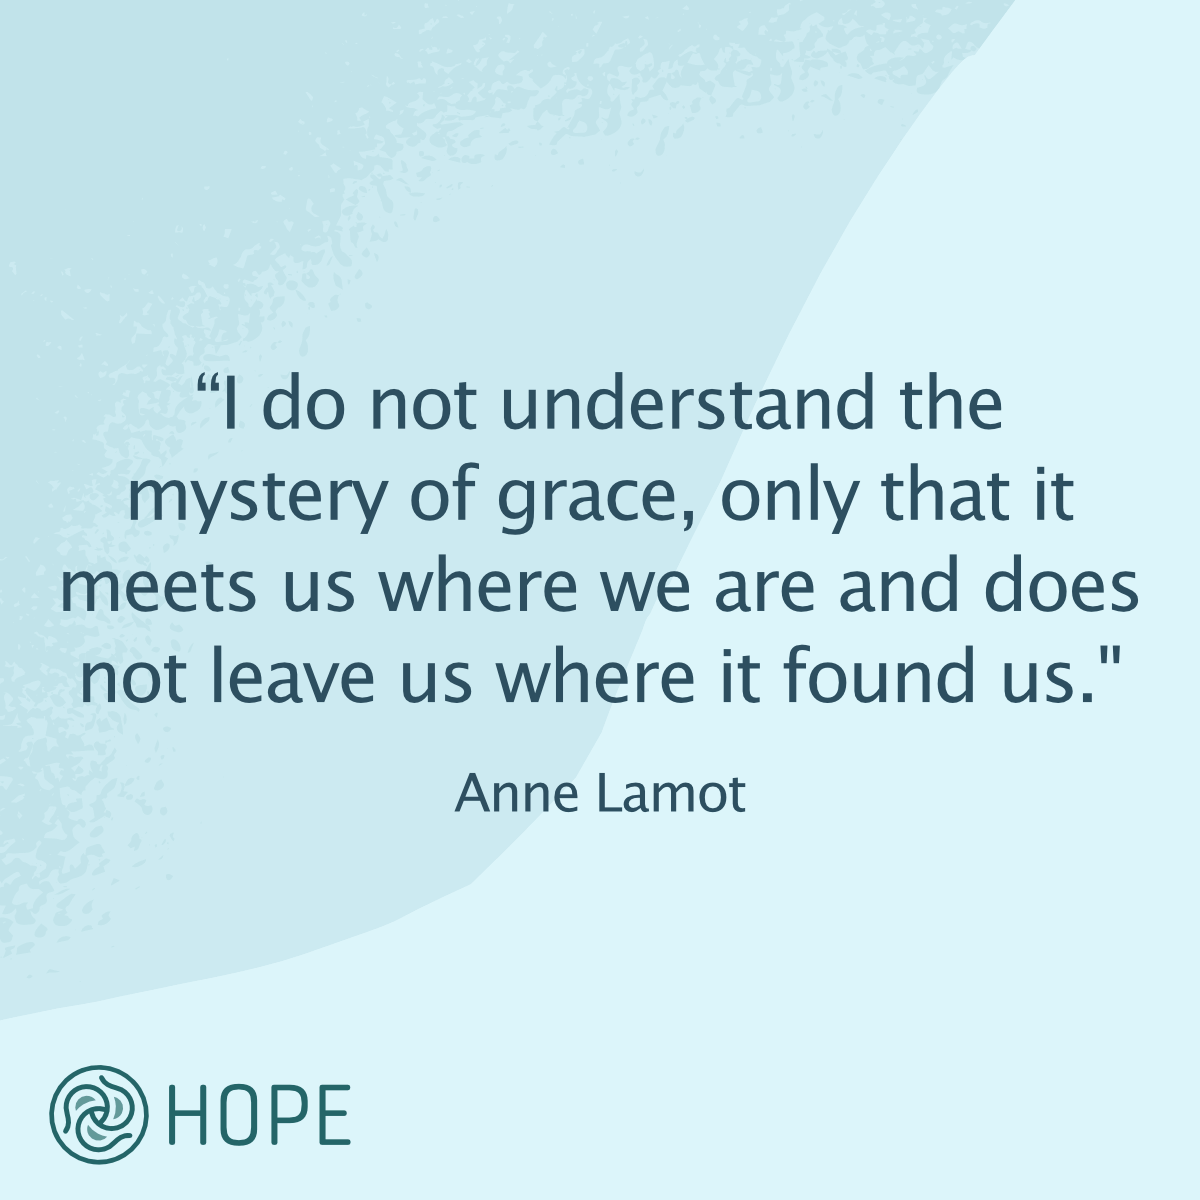 “I do not understand the
mystery of grace, only that it
meets us where we are and does
not leave us where it found us."
Anne Lamot
HOPE